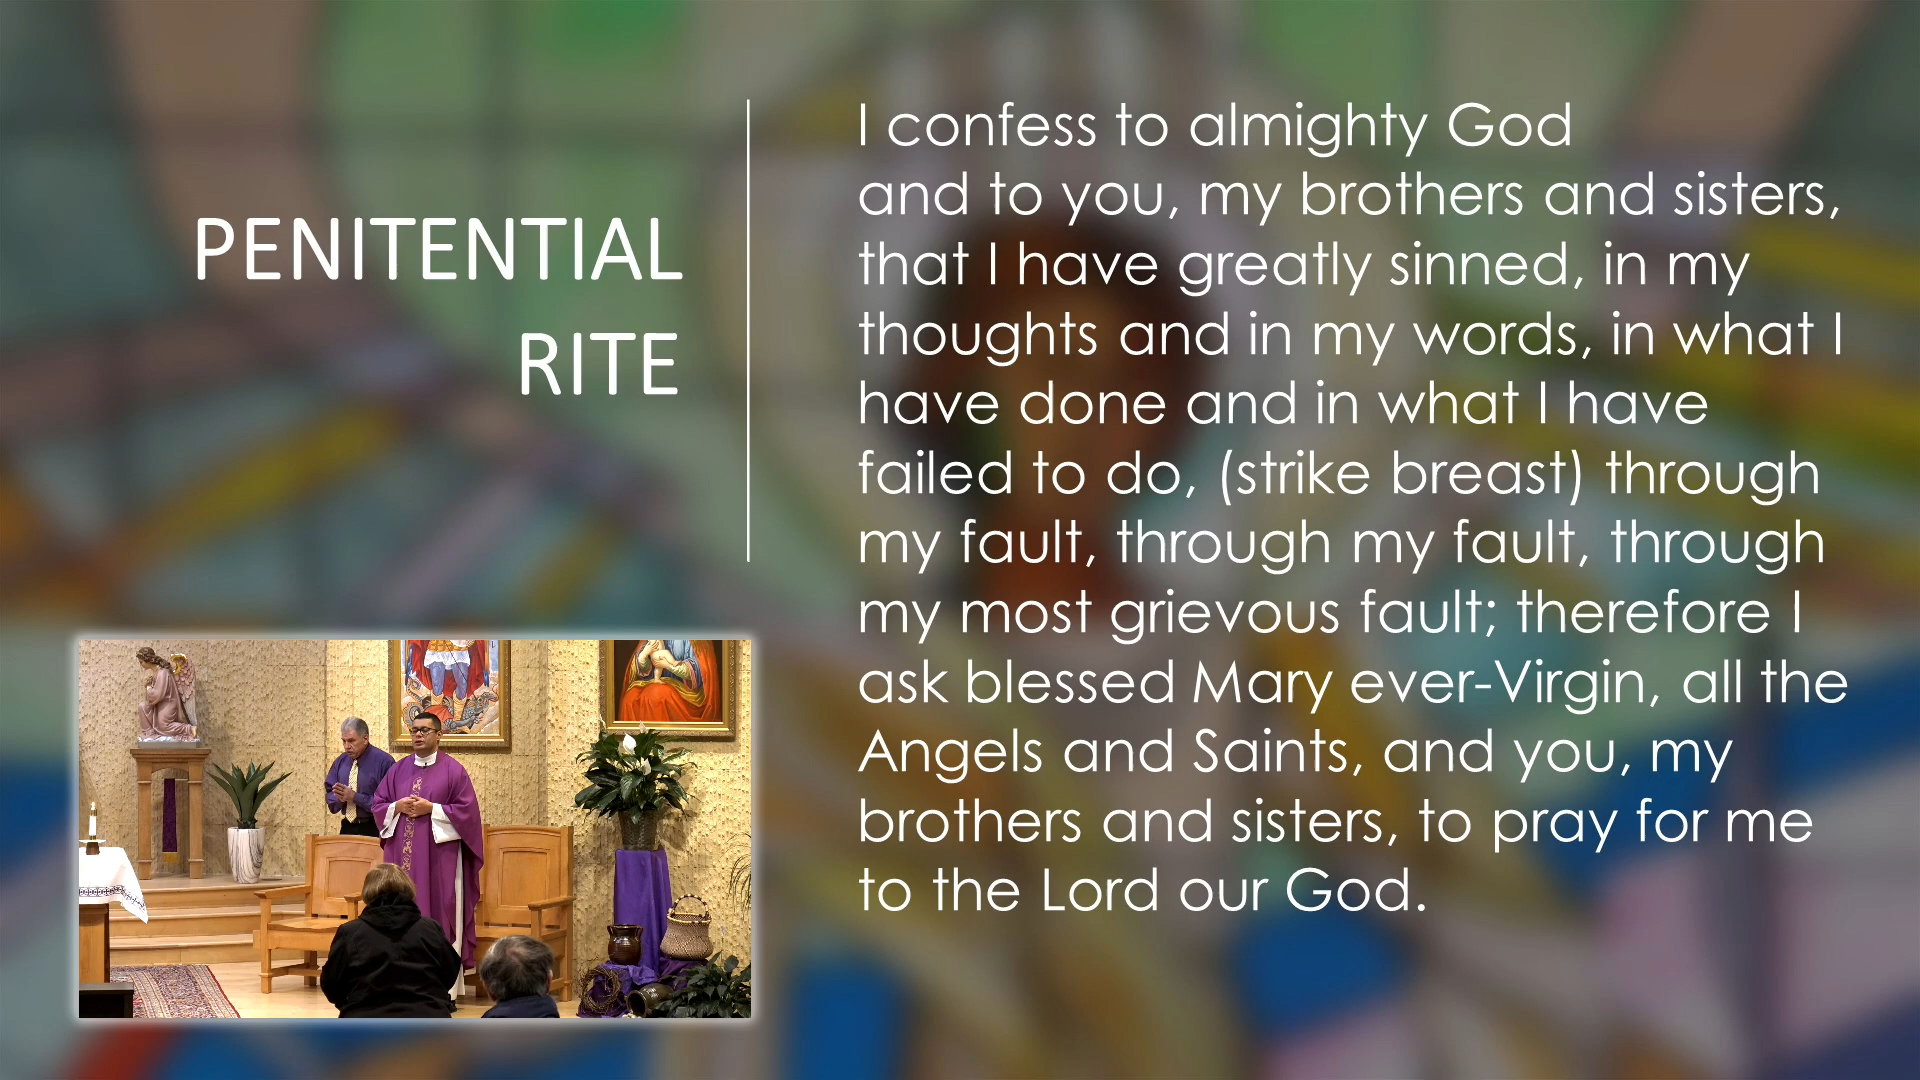 PENITENTIAL
RITE
I confess to almighty God
and to you, my brothers and sisters,
that I have greatly sinned, in my
thoughts and in my words, in what I
have done and in what I have
failed to do, (strike breast) through
my fault, through my fault, through
my most grievous fault; therefore I
ask blessed Mary ever-Virgin, all the
Angels and Saints, and you, my
brothers and sisters, to pray for me
to the Lord our God.